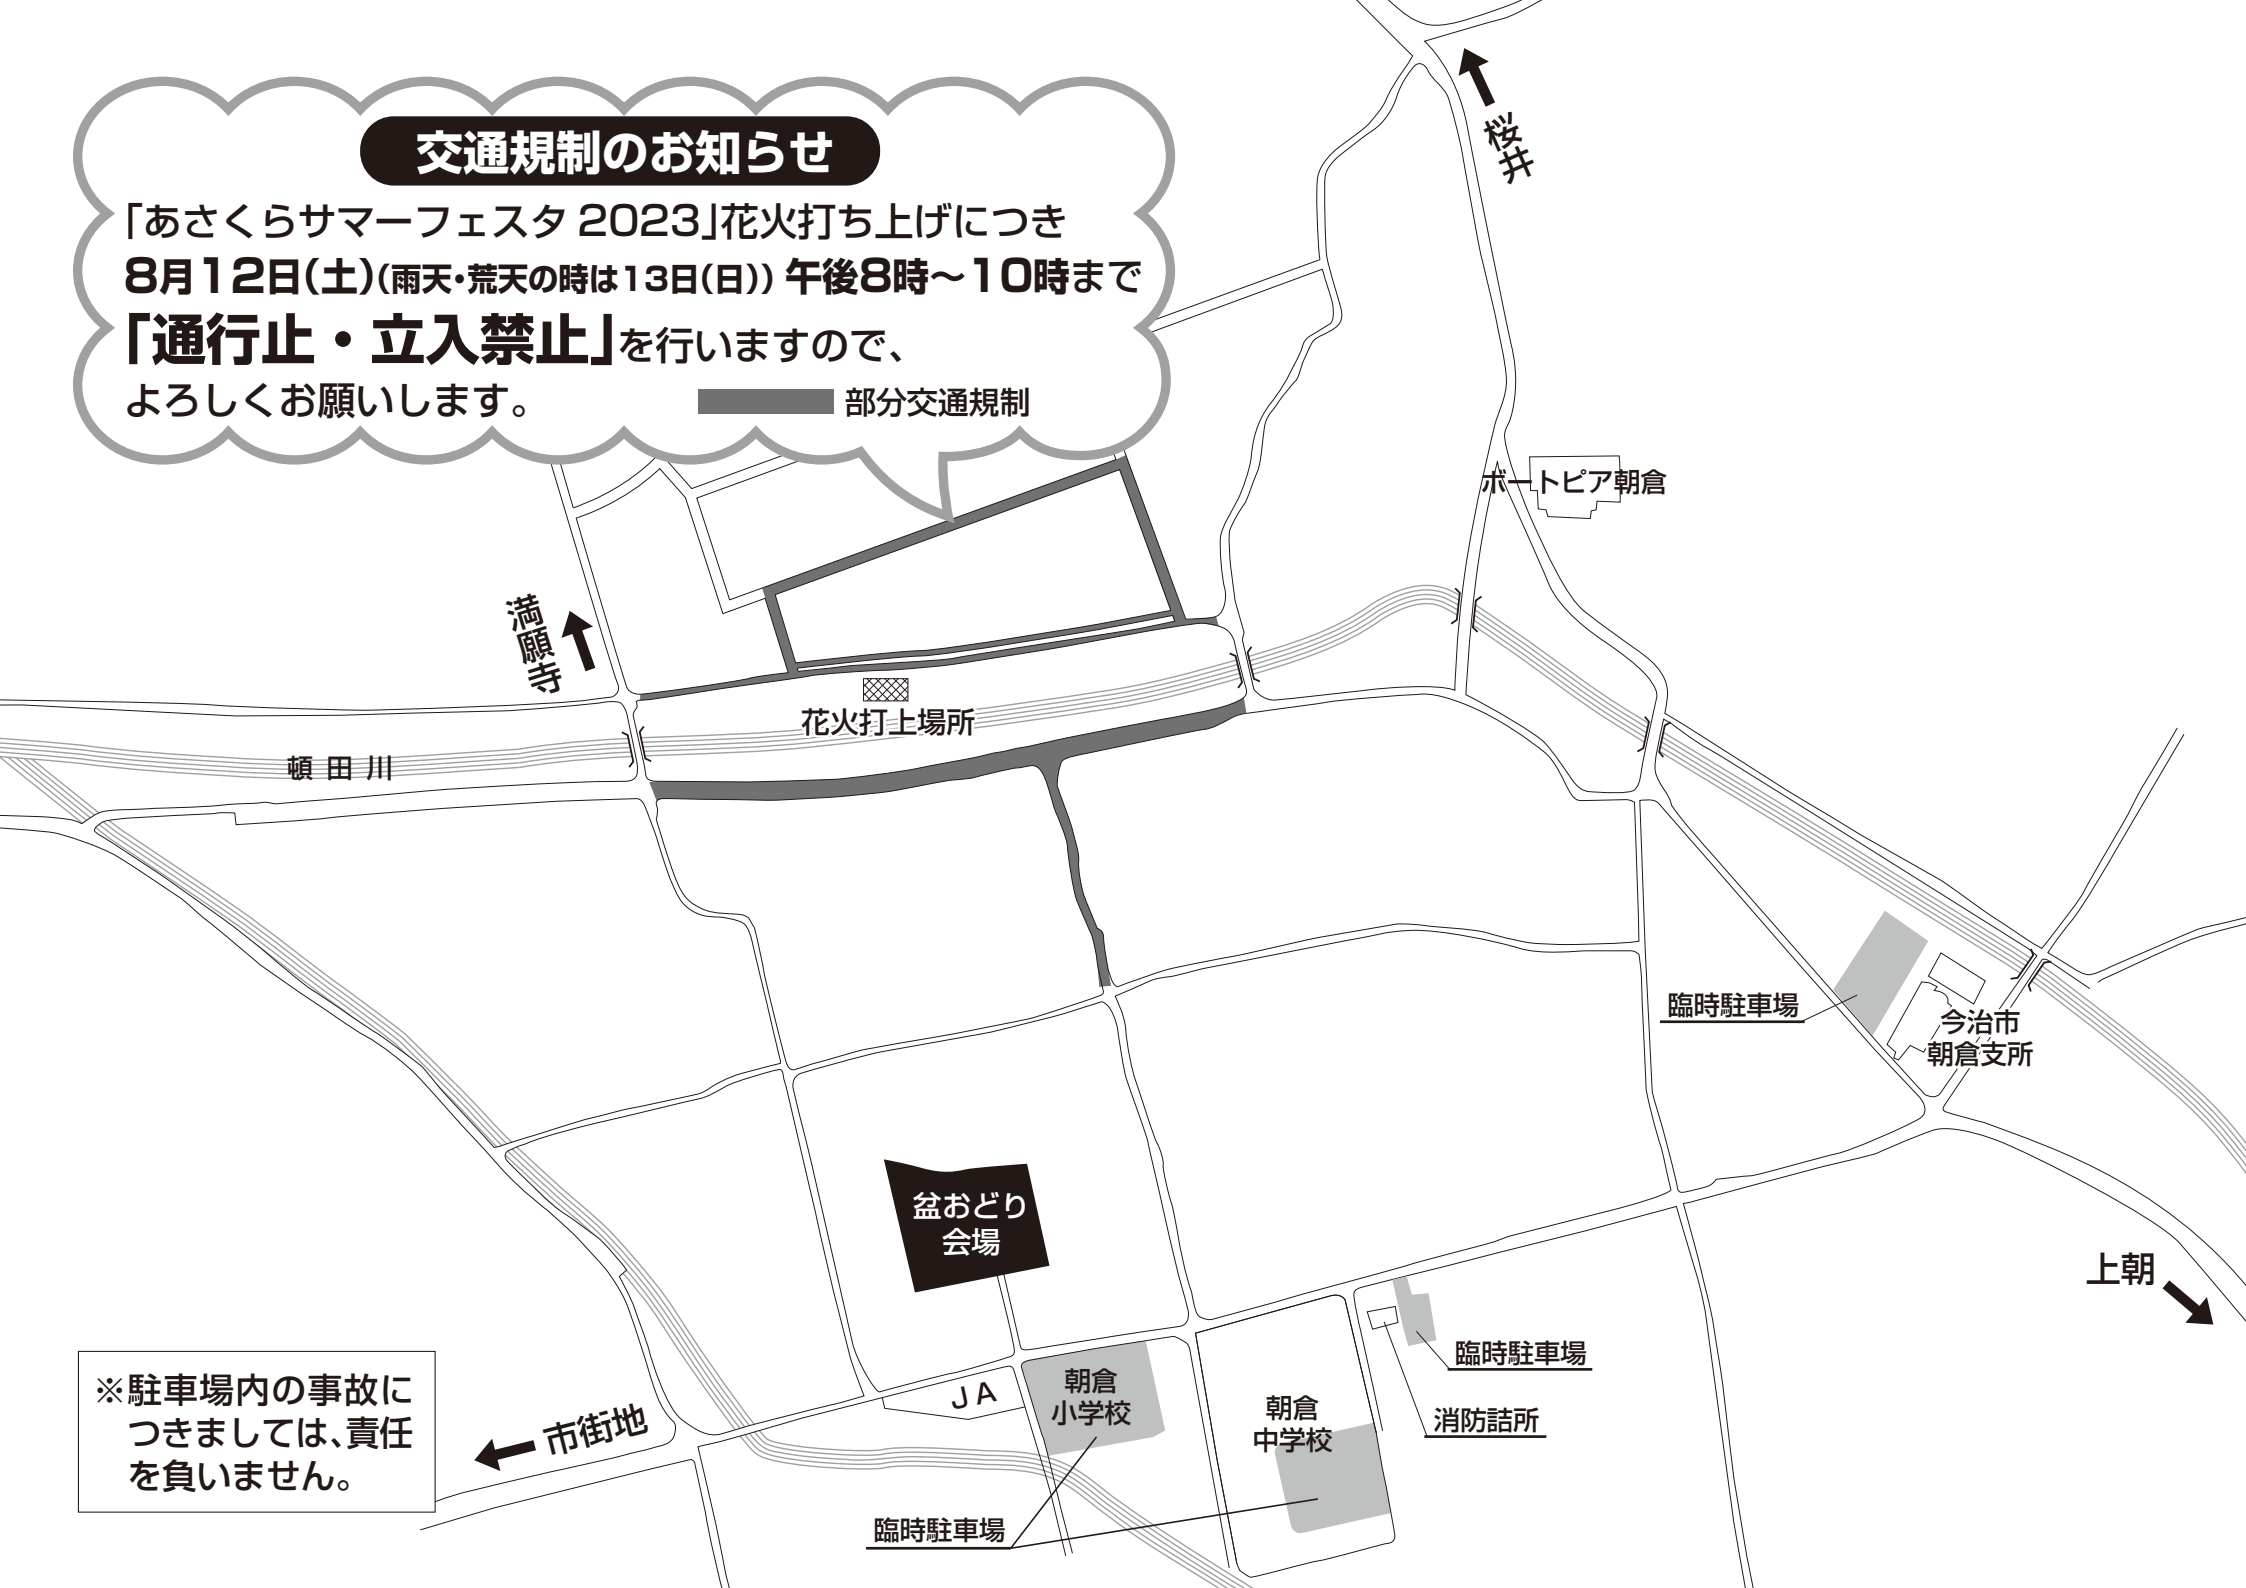 交通規制のお知らせ
「あさくらサマーフェスタ 2023」花火打ち上げにつき
8月12日(土)(雨天・荒天の時は13日(日)) 午後8時～10時まで
「通行止・立入禁止」を行いますので、
よろしくお願いします。
部分交通規制
桜井
ボートピア朝倉
満願寺
花火打上場所
頓田川
臨時駐車場
今治市
朝倉支所
盆おどり
会場
上朝
臨時駐車場
消防詰所
朝倉
小学校
朝倉
中学校
JA
市街地
臨時駐車場
※駐車場内の事故に
つきましては、責任
を負いません。